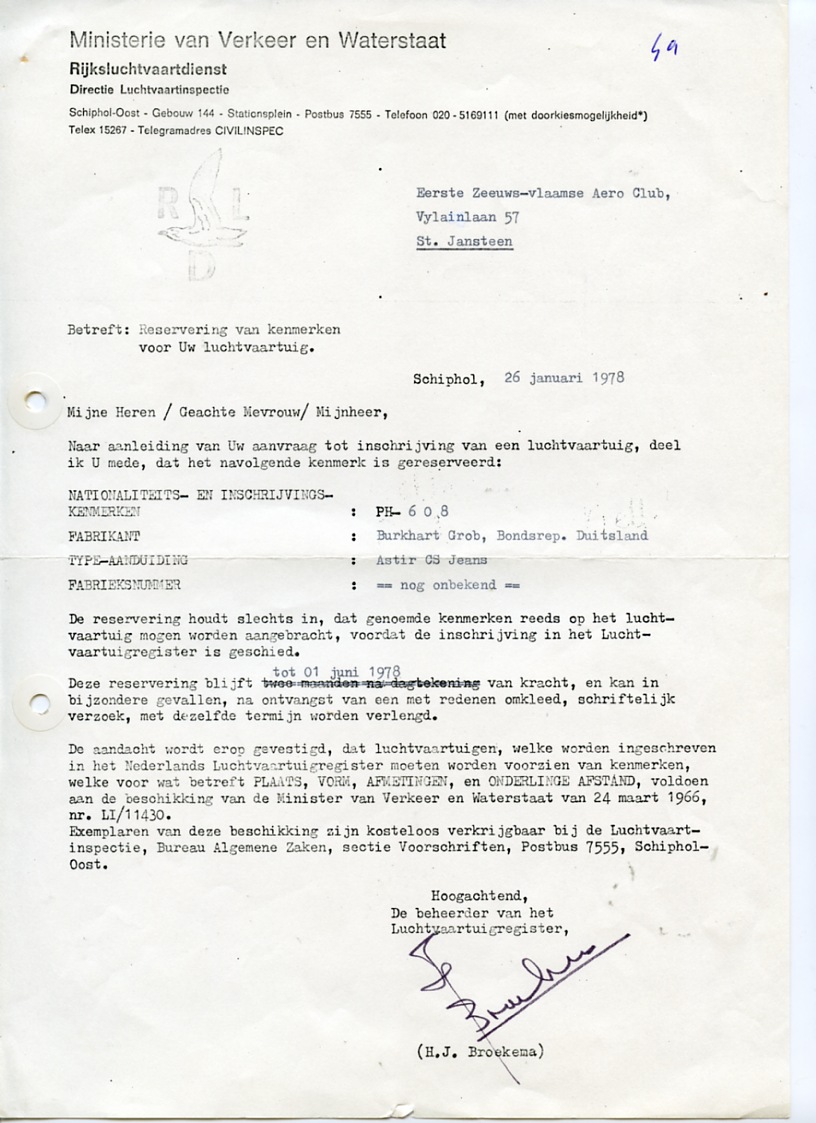 Ministerie van Verkeer en Waterstaat
Rijksluchtvaartdienst
Directie Luchtvaartinspectie
Schiphol-Oost - Gebouw 144 - Stationsplein - Postbus 7555 - Telefoon 020 - 5169111 (met doorkiesmogelijkheid*)
Telex 15267 - Telegramadres CIVILINSPEC
R L
D
Eerste Zeeuws-vlaamse Aero Club,
Vylainlaan 57
St. Jansteen
Betreft: Reservering van kenmerken
voor Uw luchtvaartuig.
Schiphol, 26 januari 1978
Mijne Heren / Geachte Mevrouw/ Mijnheer,
Naar aanleiding van Uw aanvraag tot inschrijving van een luchtvaartuig, deel
ik U mede, dat het navolgende kenmerk is gereserveerd:
NATIONALITEITS- EN INSCHRIJVINGS-
KENMERKEN : PH- 6 0 8
FABRIKANT : Burkhart Grob, Bondsrep. Duitsland
TYPE-AANDUIDING : Astir CS Jeans
FABRIEKSNUMMER : == nog onbekend ==
De reservering houdt slechts in, dat genoemde kenmerken reeds op het lucht-
vaartuig mogen worden aangebracht, voordat de inschrijving in het Lucht-
vaartuigregister is geschied.
tot 01 juni 1978
Deze reservering blijft twee maanden na dagtekening van kracht, en kan in
bijzondere gevallen, na ontvangst van een met redenen omkleed, schriftelijk
verzoek, met dezelfde termijn worden verlengd.
De aandacht wordt erop gevestigd, dat luchtvaartuigen, welke worden ingeschreven
in het Nederlands Luchtvaartuigregister moeten worden voorzien van kenmerken,
welke voor wat betreft PLAATS, VORM, AFMETINGEN, en ONDERLINGE AFSTAND, voldoen
aan de beschikking van de Minister van Verkeer en Waterstaat van 24 maart 1966,
nr. LI/11430.
Exemplaren van deze beschikking zijn kosteloos verkrijgbaar bij de Luchtvaart-
inspectie, Bureau Algemene Zaken, sectie Voorschriften, Postbus 7555, Schiphol-
Oost.
Hoogachtend,
De beheerder van het
Luchtvaartuigregister,
(H.J. Broekema)